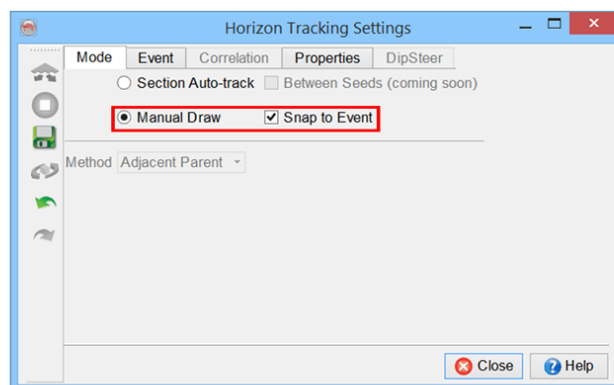 Horizon Tracking Settings
Mode Event Correlation Properties DipSteer
Section Auto-track Between Seeds (coming soon)
Manual Draw Snap to Event
Method Adjacent Parent
Close Help